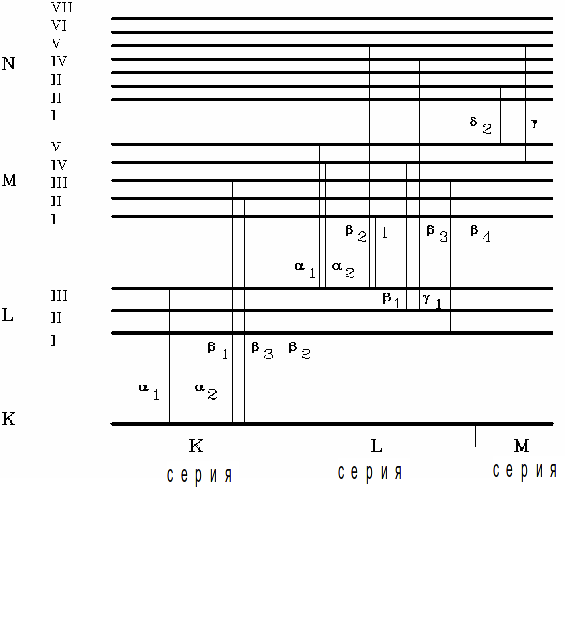 VII
VI
V
N IV
II
II
I
δ2 γ
V
IV
M III
II
I
β2 1 β3 β4
α1 α2
III β1 γ1
L II
I
β1 β3 β2
α1 α2
K
K L M
серия серия серия